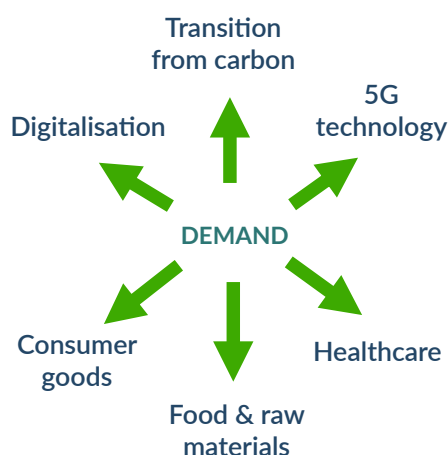 Transition
from carbon
5G
technology
Digitalisation
DEMAND
Consumer
goods
Healthcare
Food & raw
materials